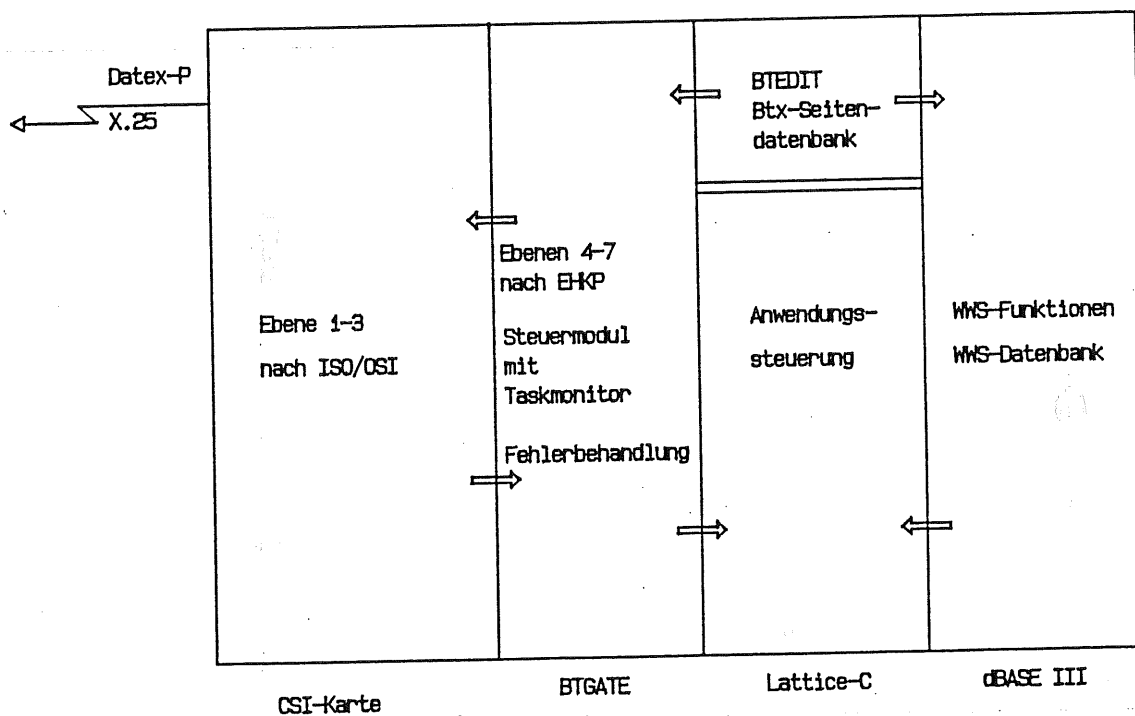 Datex-P
X.25
Ebene 1-3
nach ISO/OSI
CSI-Karte
Ebenen 4-7
nach EHKP
Steuermodul
mit
Taskmonitor
Fehlerbehandlung
BTGATE
BTEDIT
Btx-Seiten-
datenbank
Anwendungs-
steuerung
Lattice-C
WWS-Funktionen
WWS-Datenbank
dBASE III